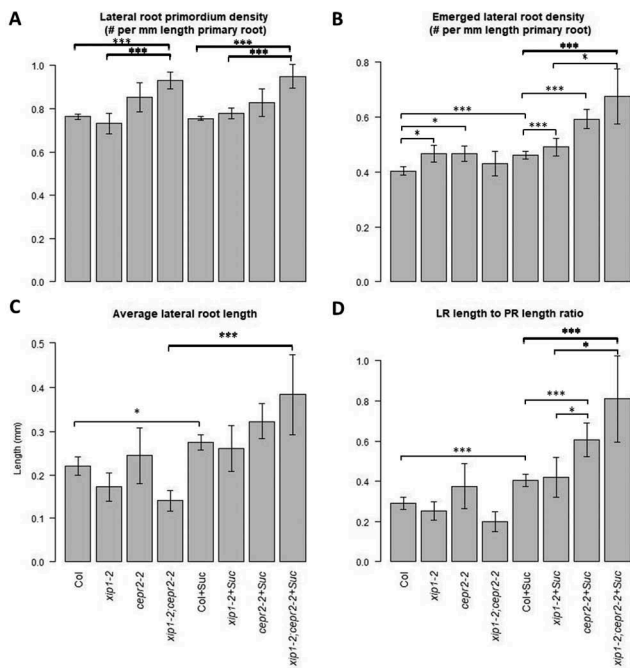 A
Lateral root primordium density
(# per mm length primary root)
***
***
***
***
1.0
0.8
0.6
0.4
0.2
0.0
B
Emerged lateral root density
(# per mm length primary root)
***
*
***
***
*
*
***
0.8
0.6
0.4
0.2
0.0
C
Average lateral root length
***
*
Length (mm)
0.5
0.4
0.3
0.2
0.1
0.0
Col
xip1-2
cepr2-2
xip1-2;cepr2-2
Col+Suc
xip1-2+Suc
cepr2-2+Suc
xip1-2;cepr2-2+Suc
D
LR length to PR length ratio
***
*
***
*
***
1.0
0.8
0.6
0.4
0.2
0.0
Col
xip1-2
cepr2-2
xip1-2;cepr2-2
Col+Suc
xip1-2+Suc
cepr2-2+Suc
xip1-2;cepr2-2+Suc